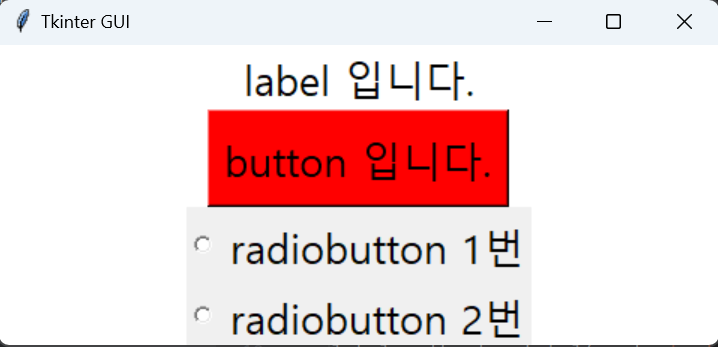 Tkinter GUI
label 입니다.
button 입니다.
radiobutton 1번
radiobutton 2번